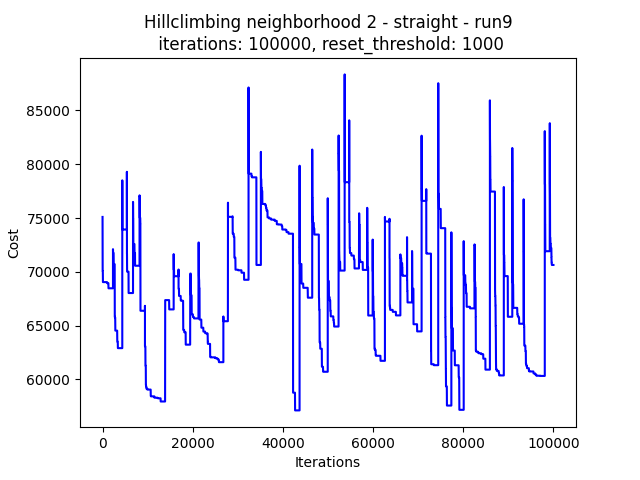 Hillclimbing neighborhood 2 - straight - run9
iterations: 100000, reset_threshold: 1000
85000
80000
75000
70000
65000
60000
Cost
0 20000 40000 60000 80000 100000
Iterations